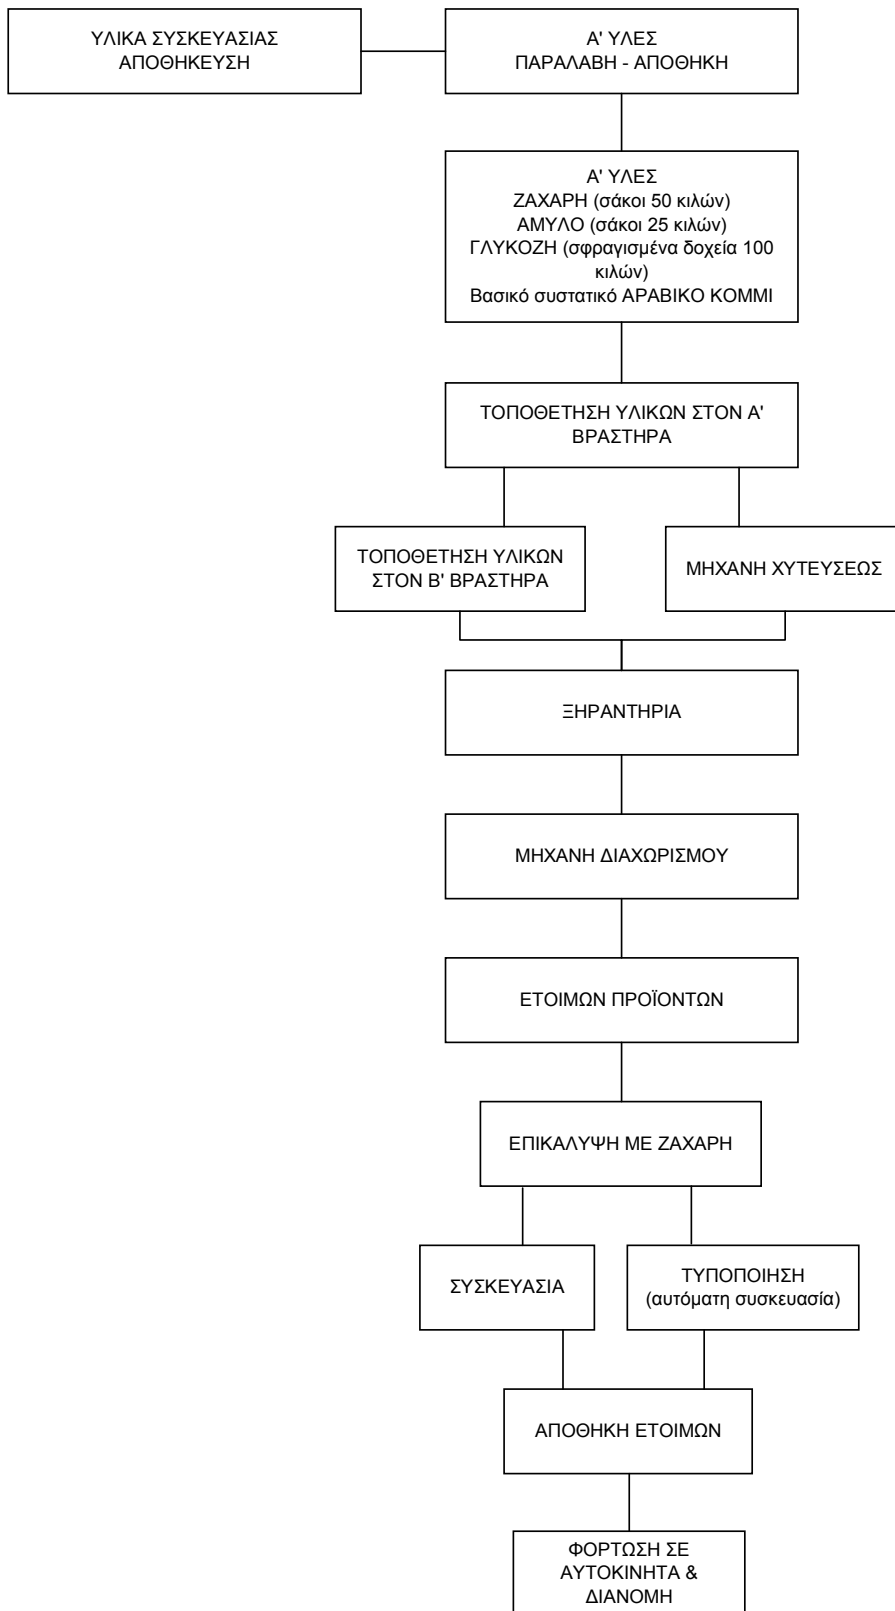 ΥΛΙΚΑ ΣΥΣΚΕΥΑΣΙΑΣ
ΑΠΟΘΗΚΕΥΣΗ
Α' ΥΛΕΣ
ΠΑΡΑΛΑΒΗ - ΑΠΟΘΗΚΗ
Α' ΥΛΕΣ
ΖΑΧΑΡΗ (σάκοι 50 κιλών)
ΑΜΥΛΟ (σάκοι 25 κιλών)
ΓΛΥΚΟΖΗ (σφραγισμένα δοχεία 100
κιλών)
Βασικό συστατικό ΑΡΑΒΙΚΟ ΚΟΜΜΙ
ΤΟΠΟΘΕΤΗΣΗ ΥΛΙΚΩΝ ΣΤΟΝ Α'
ΒΡΑΣΤΗΡΑ
ΤΟΠΟΘΕΤΗΣΗ ΥΛΙΚΩΝ
ΣΤΟΝ Β' ΒΡΑΣΤΗΡΑ
ΜΗΧΑΝΗ ΧΥΤΕΥΣΕΩΣ
ΞΗΡΑΝΤΗΡΙΑ
ΜΗΧΑΝΗ ΔΙΑΧΩΡΙΣΜΟΥ
ΕΤΟΙΜΩΝ ΠΡΟΪΟΝΤΩΝ
ΕΠΙΚΑΛΥΨΗ ΜΕ ΖΑΧΑΡΗ
ΣΥΣΚΕΥΑΣΙΑ
ΤΥΠΟΠΟΙΗΣΗ
(αυτόματη συσκευασία)
ΑΠΟΘΗΚΗ ΕΤΟΙΜΩΝ
ΦΟΡΤΩΣΗ ΣΕ
ΑΥΤΟΚΙΝΗΤΑ &
ΔΙΑΝΟΜΗ